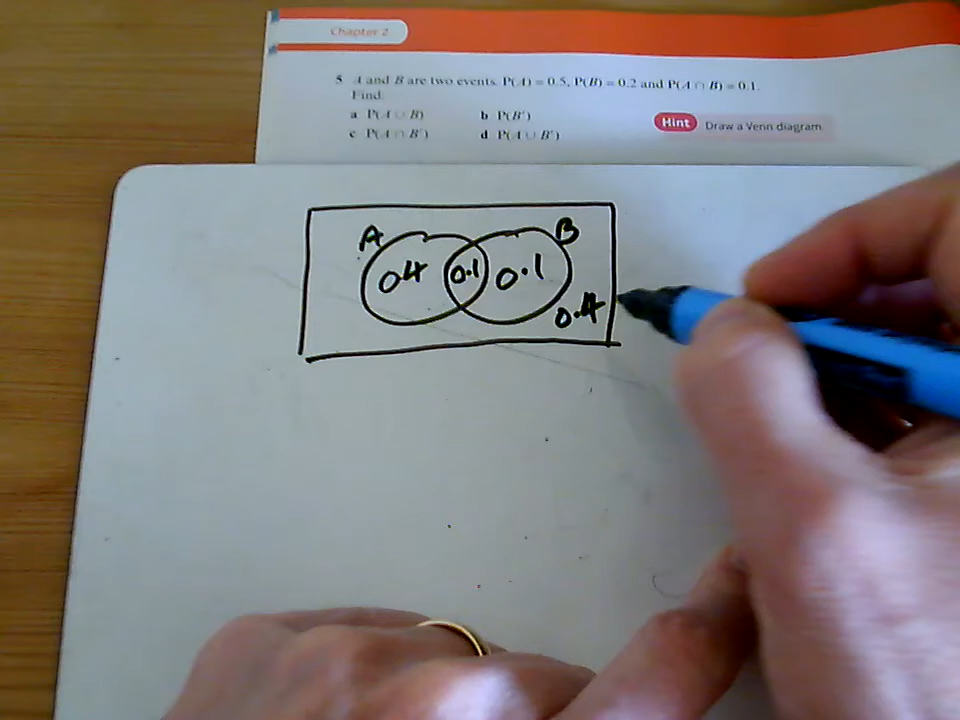 Chapter 2
5 A and B are two events. P(A) = 0.5, P(B) = 0.2 and P(A ∩ B) = 0.1.
Find:
a P(A ∪ B) b P(B′)
c P(A ∩ B′) d P(A ∪ B′)
Hint Draw a Venn diagram.
A B
0.4 0.1 0.1
0.4